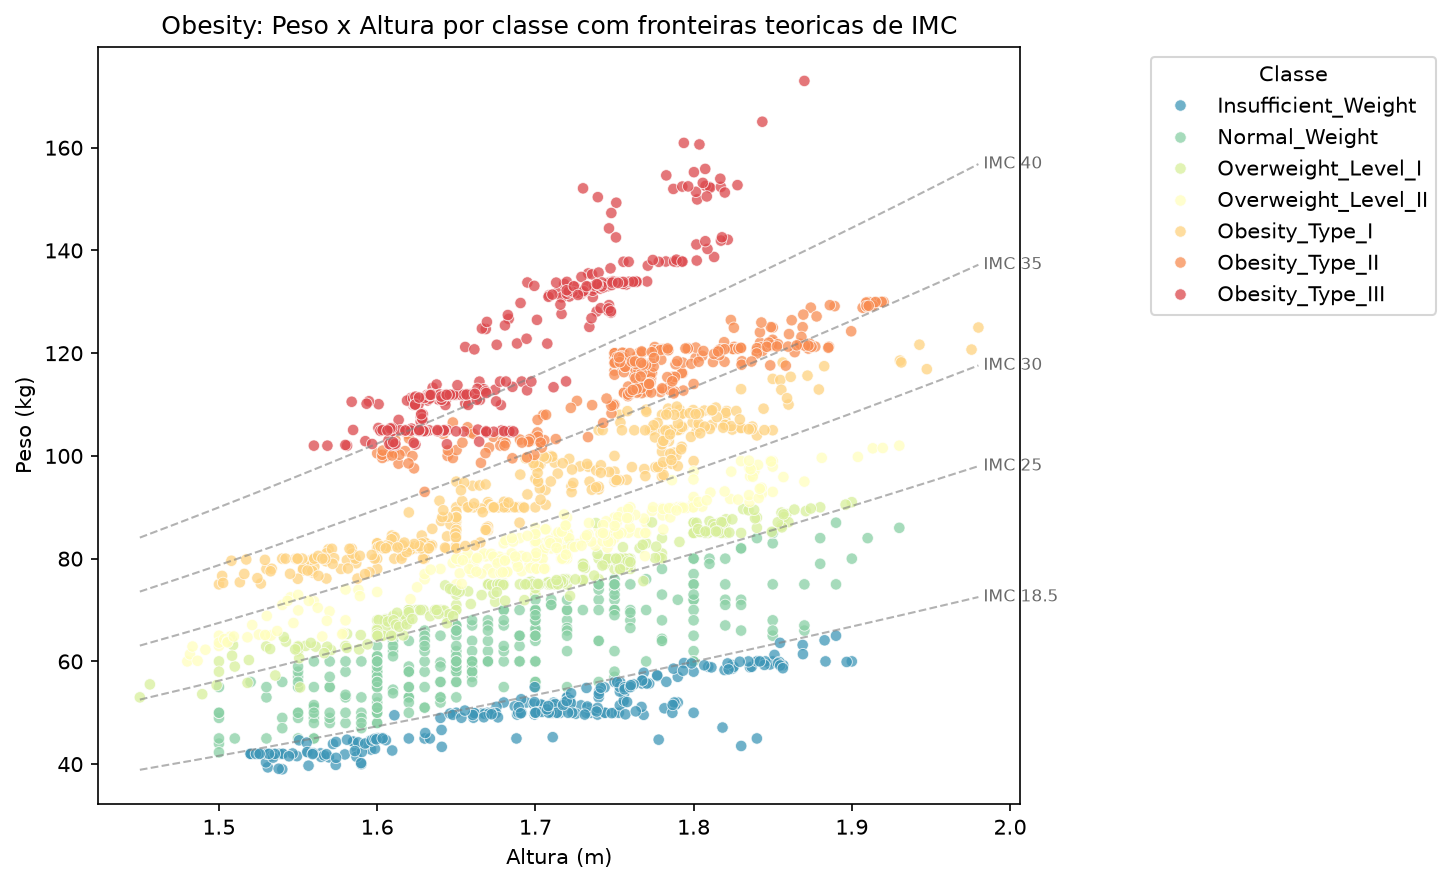 Obesity: Peso x Altura por classe com fronteiras teoricas de IMC
Classe
Insufficient_Weight
Normal_Weight
Overweight_Level_I
Overweight_Level_II
Obesity_Type_I
Obesity_Type_II
Obesity_Type_III
Peso (kg)
160
140
120
100
80
60
40
IMC 40
IMC 35
IMC 30
IMC 25
IMC 18.5
1.5 1.6 1.7 1.8 1.9 2.0
Altura (m)